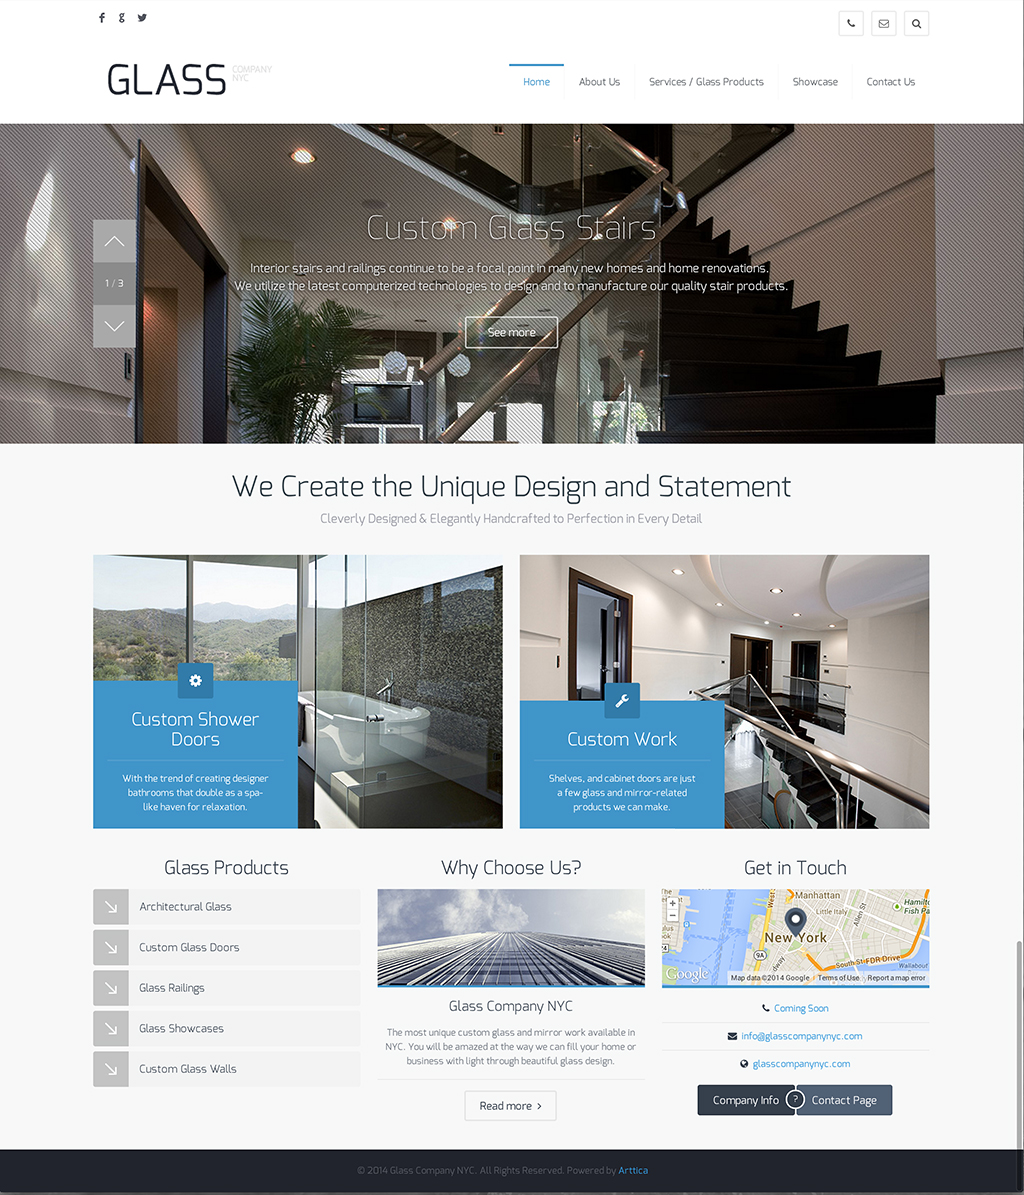 GLASS COMPANY
NYC
Home About Us Services / Glass Products Showcase Contact Us
Custom Glass Stairs
Interior stairs and railings continue to be a focal point in many new homes and home renovations.
We utilize the latest computerized technologies to design and to manufacture our quality stair products.
1 / 3
See more
We Create the Unique Design and Statement
Cleverly Designed & Elegantly Handcrafted to Perfection in Every Detail
Custom Shower
Doors
With the trend of creating designer
bathrooms that double as a spa-
like haven for relaxation.
Custom Work
Shelves, and cabinet doors are just
a few glass and mirror-related
products we can make.
Glass Products
Architectural Glass
Custom Glass Doors
Glass Railings
Glass Showcases
Custom Glass Walls
Why Choose Us?
Glass Company NYC
The most unique custom glass and mirror work available in
NYC. You will be amazed at the way we can fill your home or
business with light through beautiful glass design.
Read more
Get in Touch
Manhattan
Little Italy
New York
Allen St
West St
9A
South St
FDR Drive
Wallabout
Google
Map data ©2014 Google
Terms of Use
Report a map error
Coming Soon
info@glasscompanynyc.com
glasscompanynyc.com
Company Info ? Contact Page
© 2014 Glass Company NYC. All Rights Reserved. Powered by Arttica